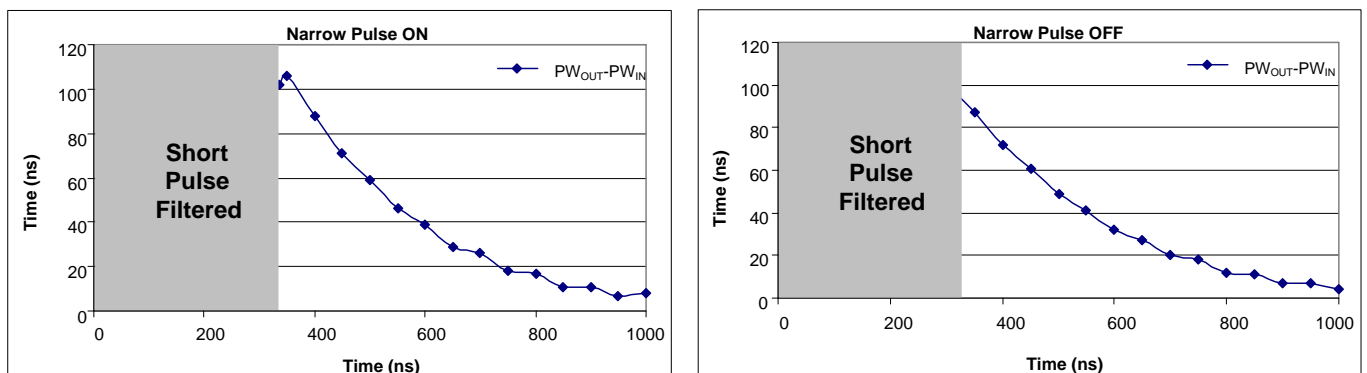 Narrow Pulse ON
120
100
80
60
40
20
0
Time (ns)
Short
Pulse
Filtered
PWOUT-PWIN
0 200 400 600 800 1000
Time (ns)
Narrow Pulse OFF
120
100
80
60
40
20
0
Time (ns)
Short
Pulse
Filtered
PWOUT-PWIN
0 200 400 600 800 1000
Time (ns)